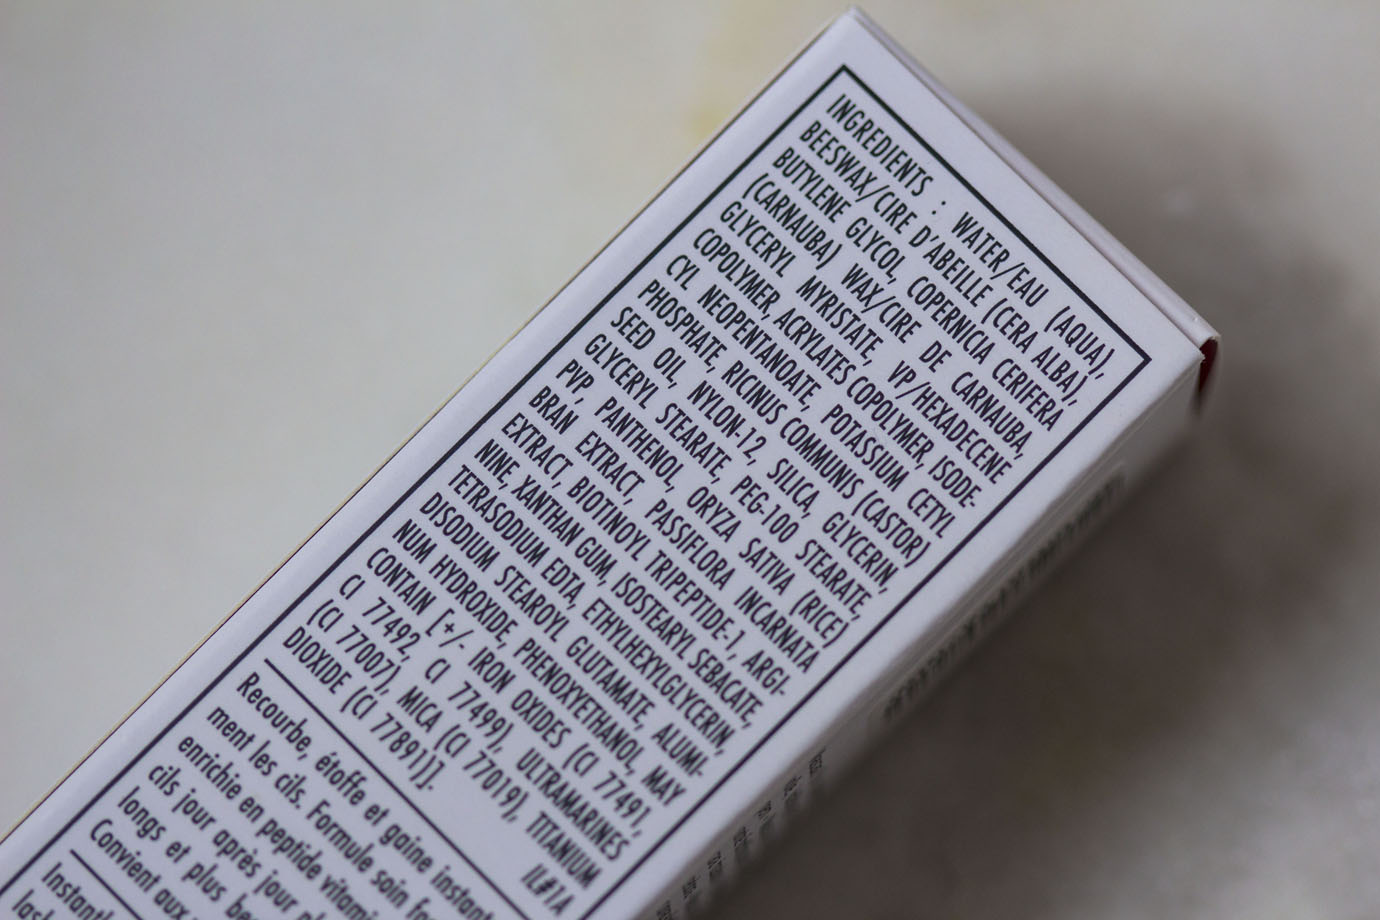 INGREDIENTS : WATER/EAU (AQUA),
BEESWAX/CIRE D'ABEILLE (CERA ALBA),
BUTYLENE GLYCOL, COPERNICIA CERIFERA
(CARNAUBA) WAX/CIRE DE CARNAUBA,
GLYCERYL MYRISTATE, VP/HEXADECENE
COPOLYMER, ACRYLATES COPOLYMER, ISODE-
CYL NEOPENTANOATE, POTASSIUM CETYL
PHOSPHATE, RICINUS COMMUNIS (CASTOR)
SEED OIL, NYLON-12, SILICA, GLYCERIN,
GLYCERYL STEARATE, PEG-100 STEARATE,
PVP, PANTHENOL, ORYZA SATIVA (RICE)
BRAN EXTRACT, PASSIFLORA INCARNATA
EXTRACT, BIOTINOYL TRIPEPTIDE-1, ARGI-
NINE, XANTHAN GUM, ISOSTEARYL SEBACATE,
TETRASODIUM EDTA, ETHYLHEXYLGLYCERIN,
DISODIUM STEAROYL GLUTAMATE, ALUMI-
NUM HYDROXIDE, PHENOXYETHANOL, MAY
CONTAIN [+/- IRON OXIDES (CI 77491,
CI 77492, CI 77499), ULTRAMARINES
(CI 77007), MICA (CI 77019), TITANIUM
DIOXIDE (CI 77891)]. IL#1A
Recourbe, étoffe et gaine instant
ment les cils. Formule soin
enrichie en peptide vitami
cils jour après jour
longs et plus
Convient aux
Instant